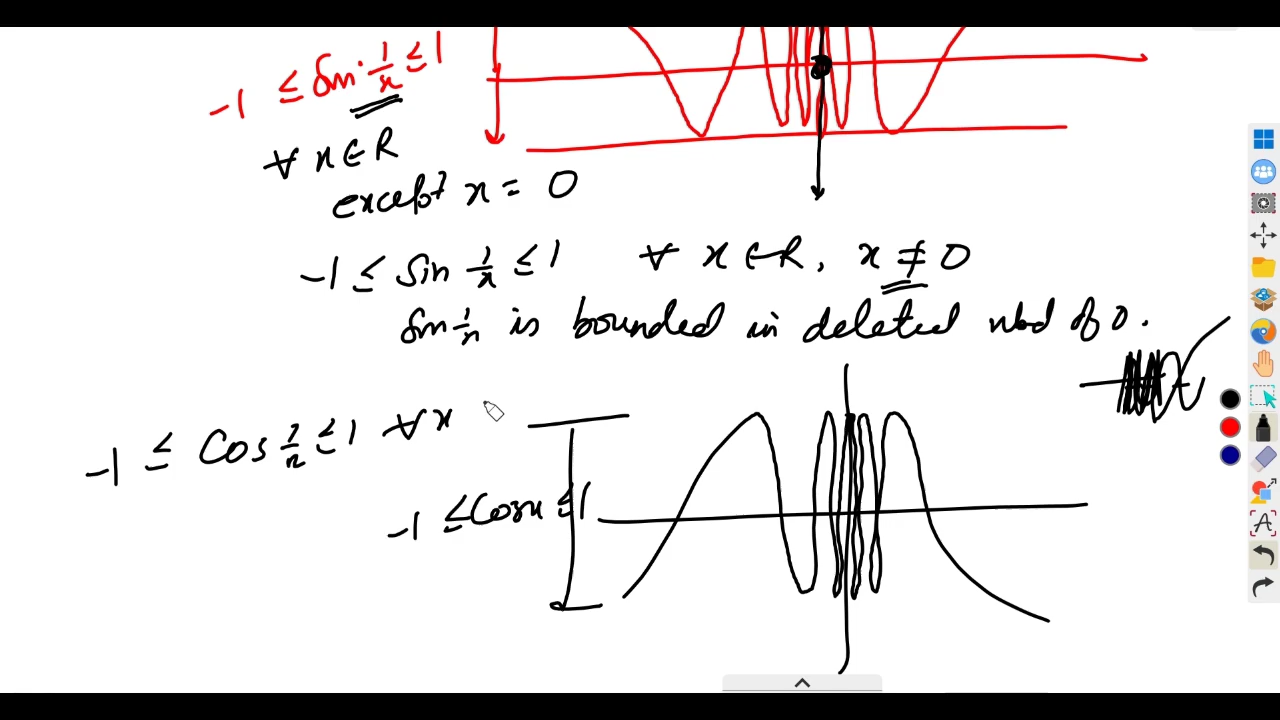 -1 ≤ sin 1/x ≤ 1
∀ x ∈ R
except x = 0
-1 ≤ sin 1/x ≤ 1 ∀ x ∈ R, x ≠ 0
sin 1/x is bounded in deleted nbd of 0.
-1 ≤ Cos 1/x ≤ 1 ∀ x
-1 ≤ Cosx ≤ 1